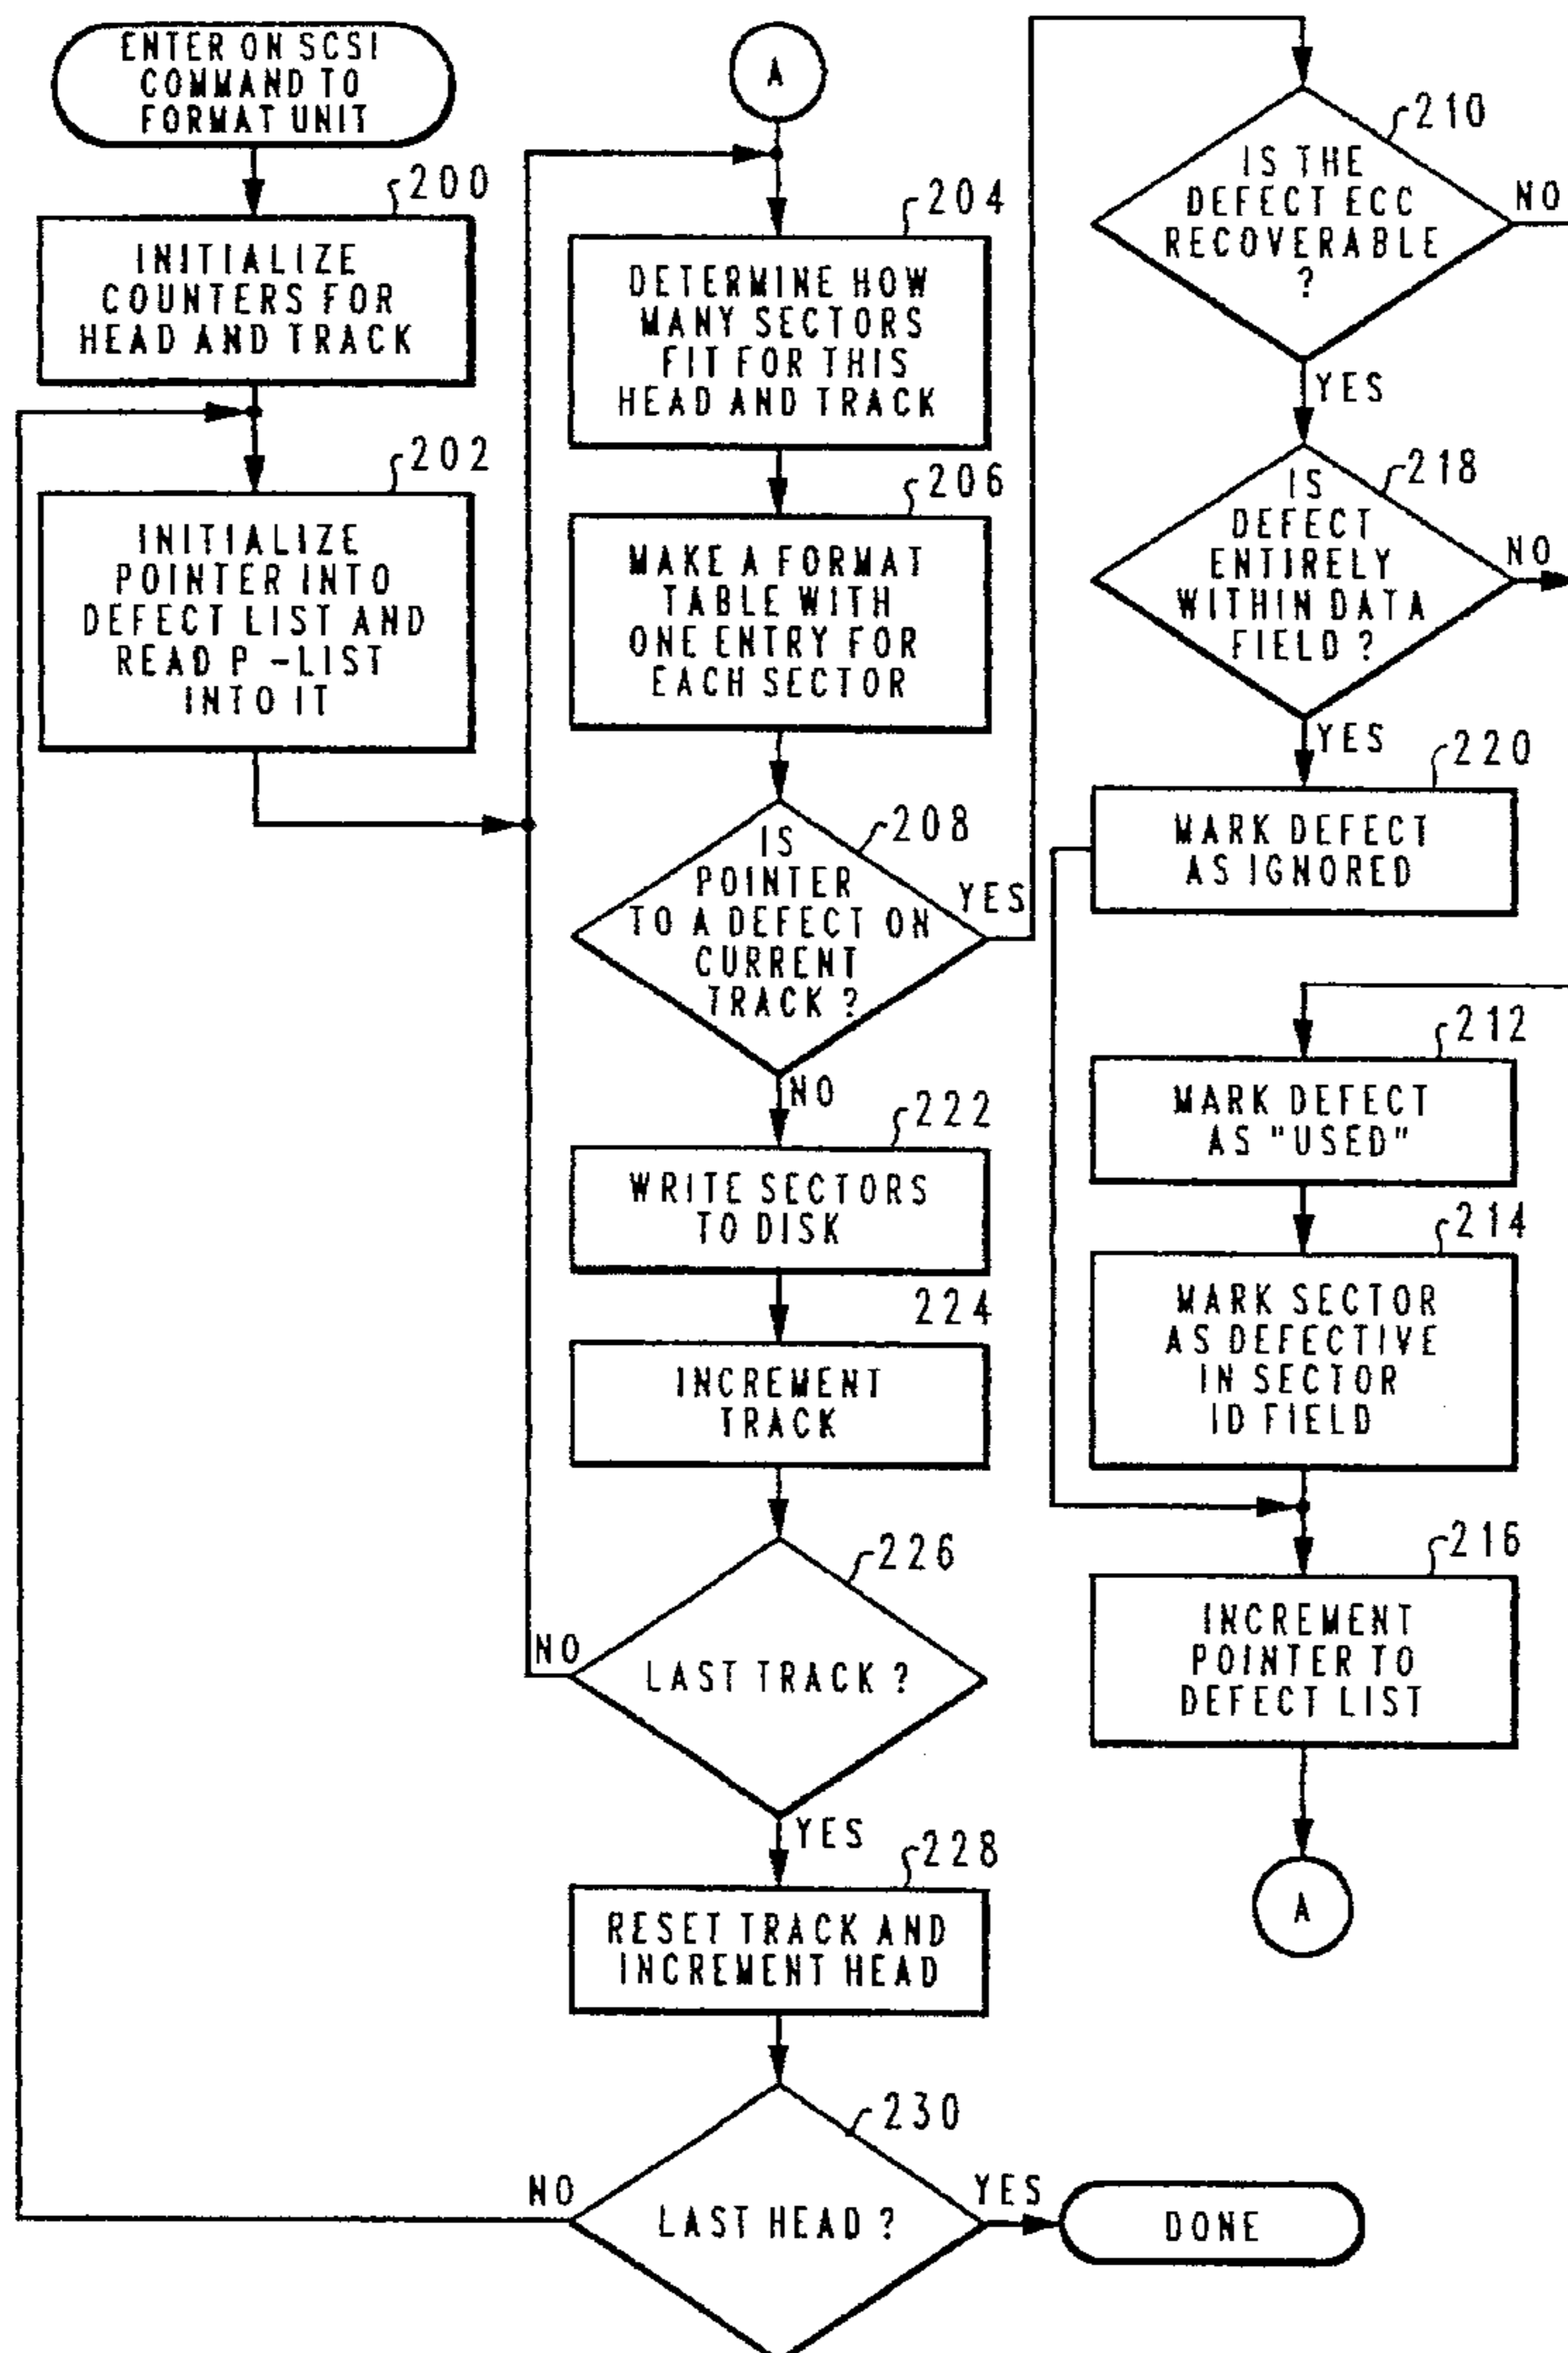 ENTER ON SCSI
COMMAND TO
FORMAT UNIT
200
INITIALIZE
COUNTERS FOR
HEAD AND TRACK
202
INITIALIZE
POINTER INTO
DEFECT LIST AND
READ P -LIST
INTO IT
A
204
DETERMINE HOW
MANY SECTORS
FIT FOR THIS
HEAD AND TRACK
206
MAKE A FORMAT
TABLE WITH
ONE ENTRY FOR
EACH SECTOR
208
IS
POINTER
TO A DEFECT ON
CURRENT
TRACK ?
YES
NO
222
WRITE SECTORS
TO DISK
224
INCREMENT
TRACK
226
LAST TRACK ?
NO
YES
228
RESET TRACK AND
INCREMENT HEAD
230
LAST HEAD ?
NO
YES
DONE
210
IS THE
DEFECT ECC
RECOVERABLE
?
NO
YES
218
IS
DEFECT
ENTIRELY
WITHIN DATA
FIELD ?
NO
YES
220
MARK DEFECT
AS IGNORED
212
MARK DEFECT
AS "USED"
214
MARK SECTOR
AS DEFECTIVE
IN SECTOR
ID FIELD
216
INCREMENT
POINTER TO
DEFECT LIST
A